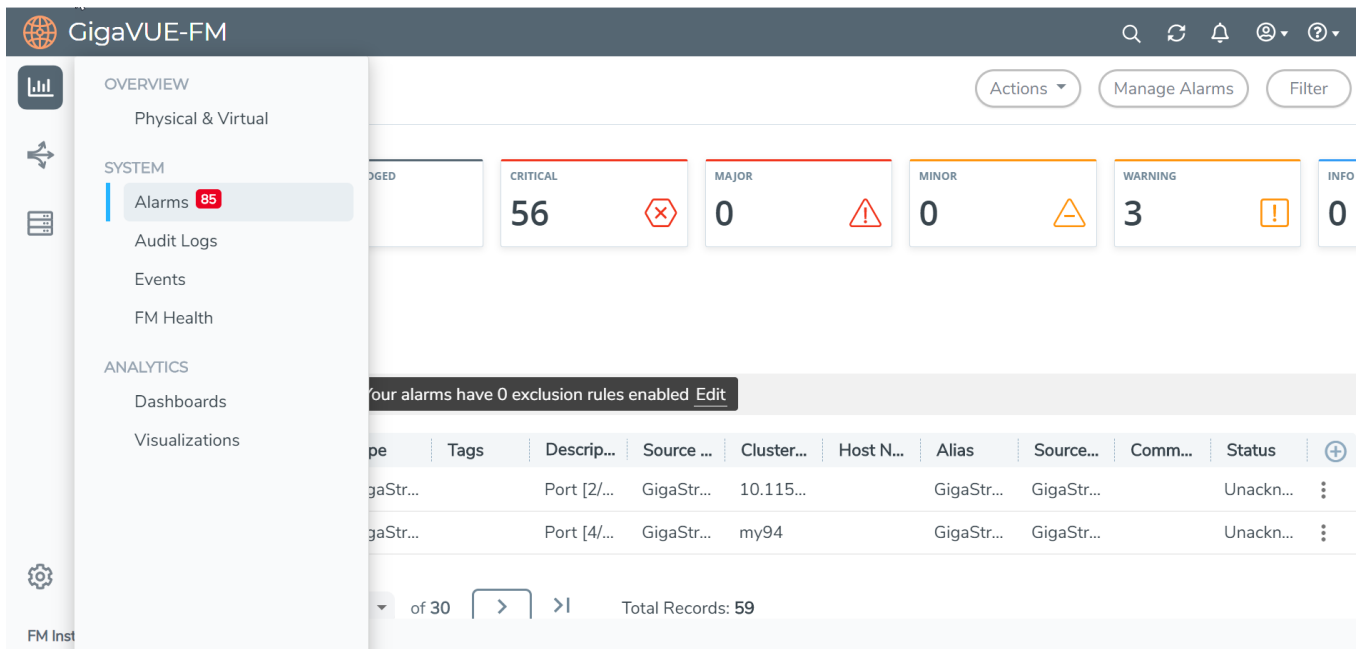 GigaVUE-FM
OVERVIEW
Physical & Virtual
SYSTEM
Alarms 85
Audit Logs
Events
FM Health
ANALYTICS
Dashboards
Visualizations
FM Inst
Actions Manage Alarms Filter
OGED CRITICAL MAJOR MINOR WARNING INFO
56 0 0 3 0
Your alarms have 0 exclusion rules enabled Edit
pe Tags Descrip... Source ... Cluster... Host N... Alias Source... Comm... Status
gaStr... Port [2/... GigaStr... 10.115... GigaStr... GigaStr... Unackn...
gaStr... Port [4/... GigaStr... my94 GigaStr... GigaStr... Unackn...
of 30 Total Records: 59